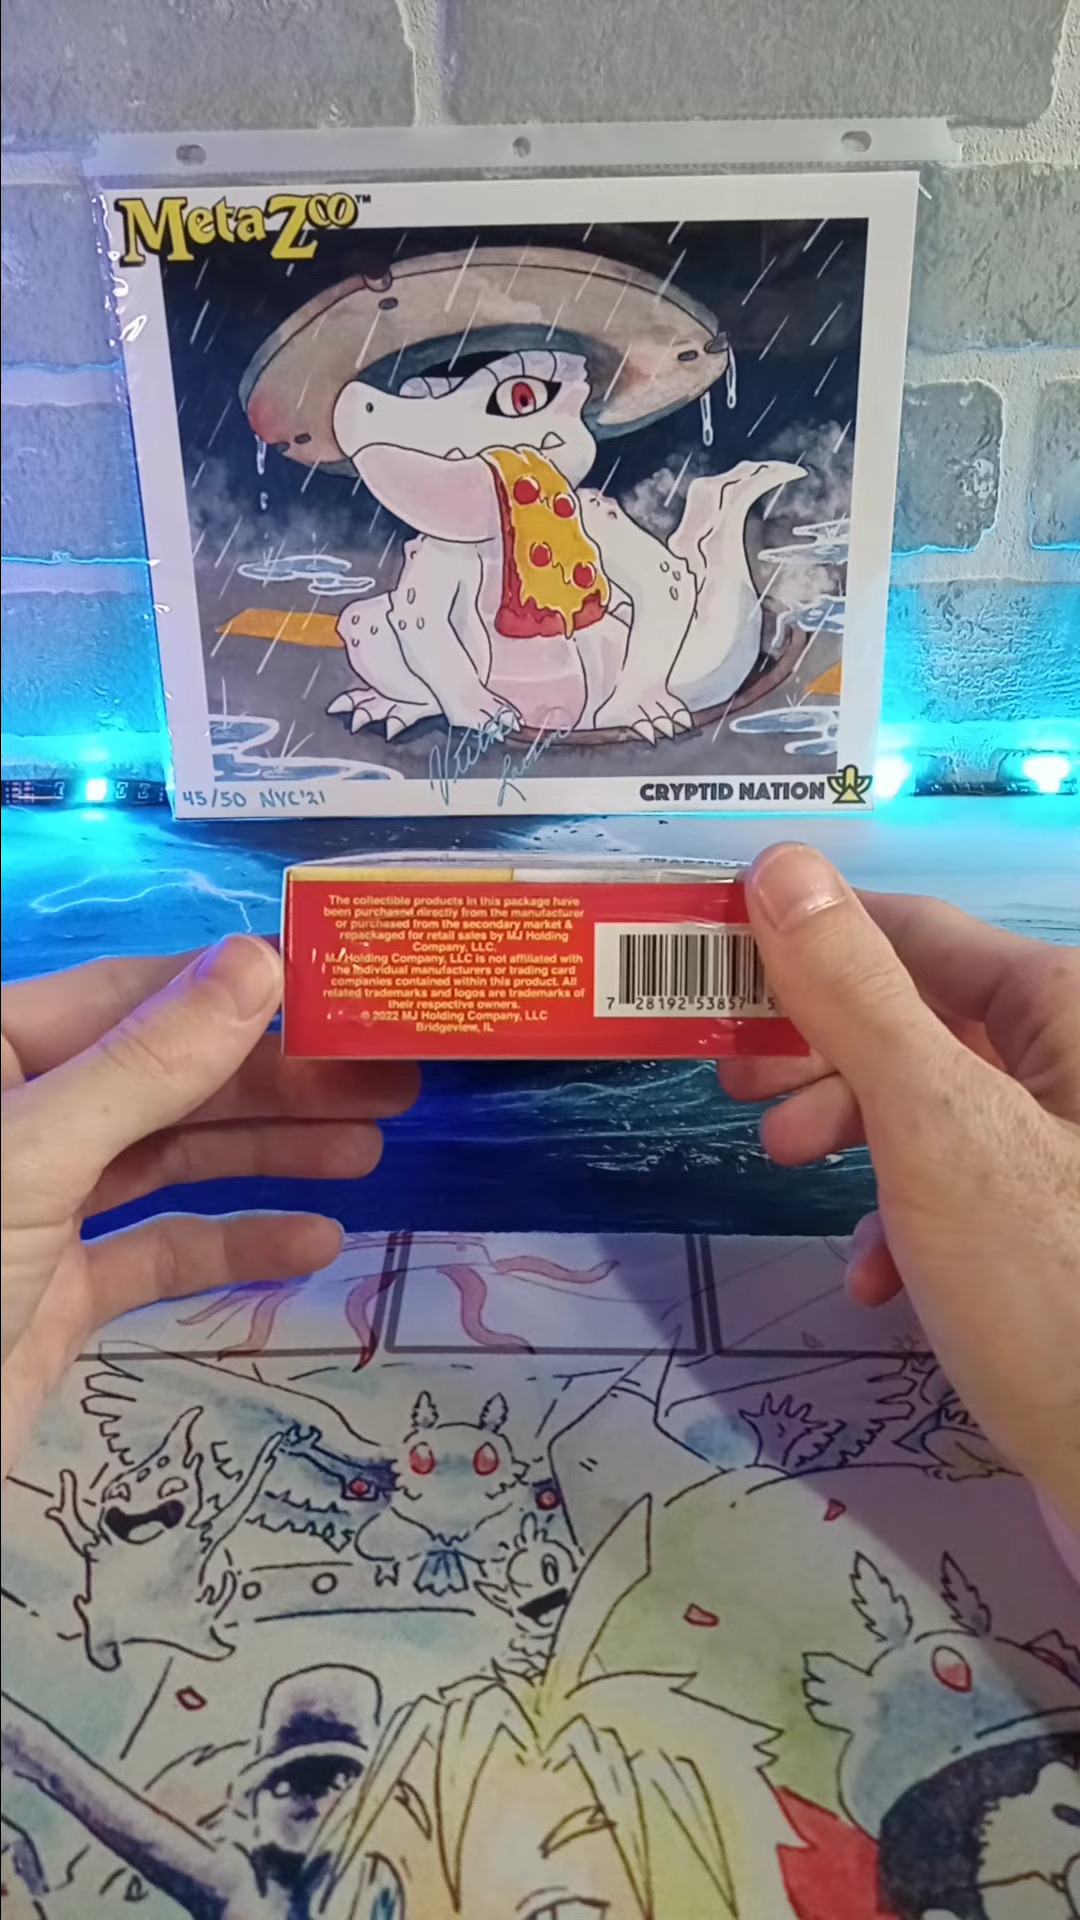 MetaZoo™
45/50 NYC'21
CRYPTID NATION
The collectible products in this package have
been purchased directly from the manufacturer
or purchased from the secondary market &
repackaged for retail sales by MJ Holding
Company, LLC.
MJ Holding Company, LLC is not affiliated with
the individual manufacturers or trading card
companies contained within this product. All
related trademarks and logos are trademarks of
their respective owners.
© 2022 MJ Holding Company, LLC
Bridgeview, IL
7 28192 53857 5